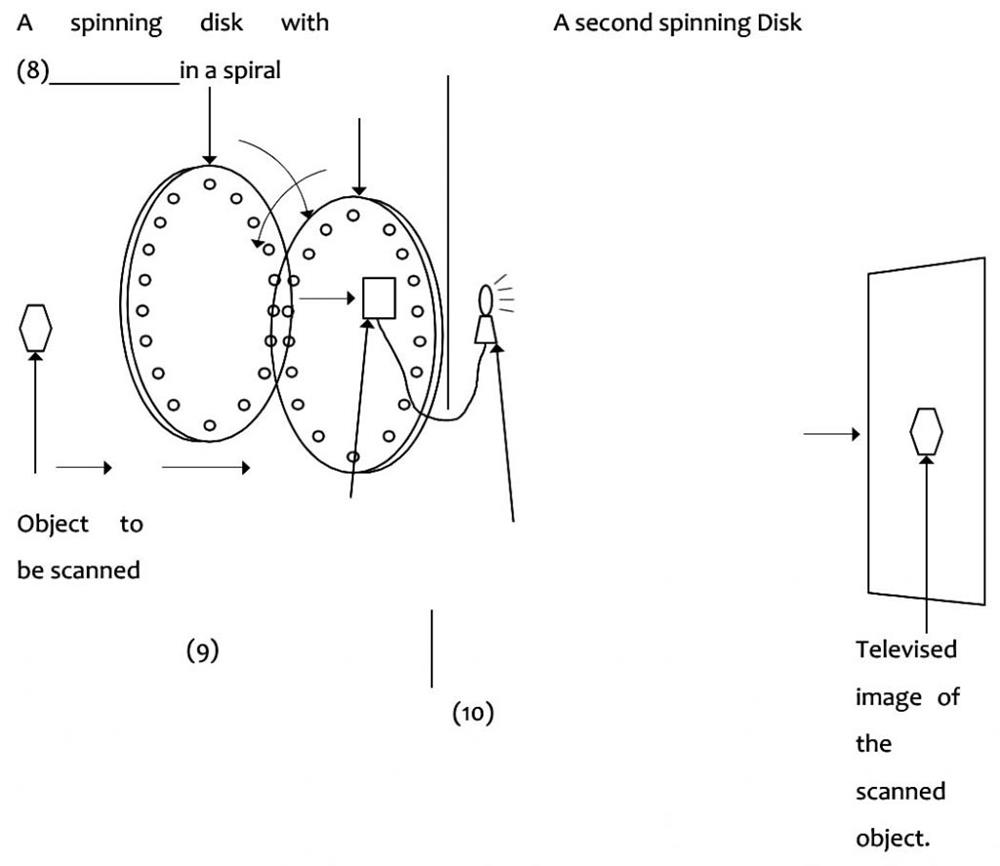 A spinning disk with
(8)___________in a spiral
A second spinning Disk
Object to
be scanned
(9)
(10)
Televised
image of
the
scanned
object.